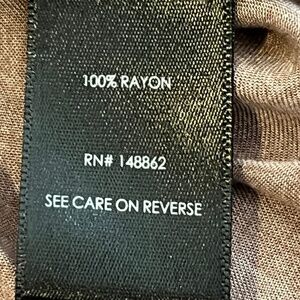 100% RAYON
RN# 148862
SEE CARE ON REVERSE